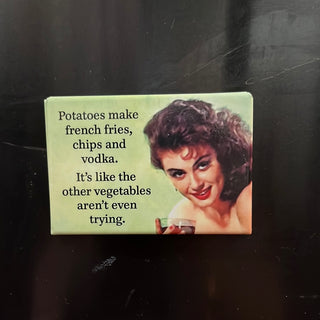 Potatoes make
french fries,
chips and
vodka.
It's like the
other vegetables
aren't even
trying.